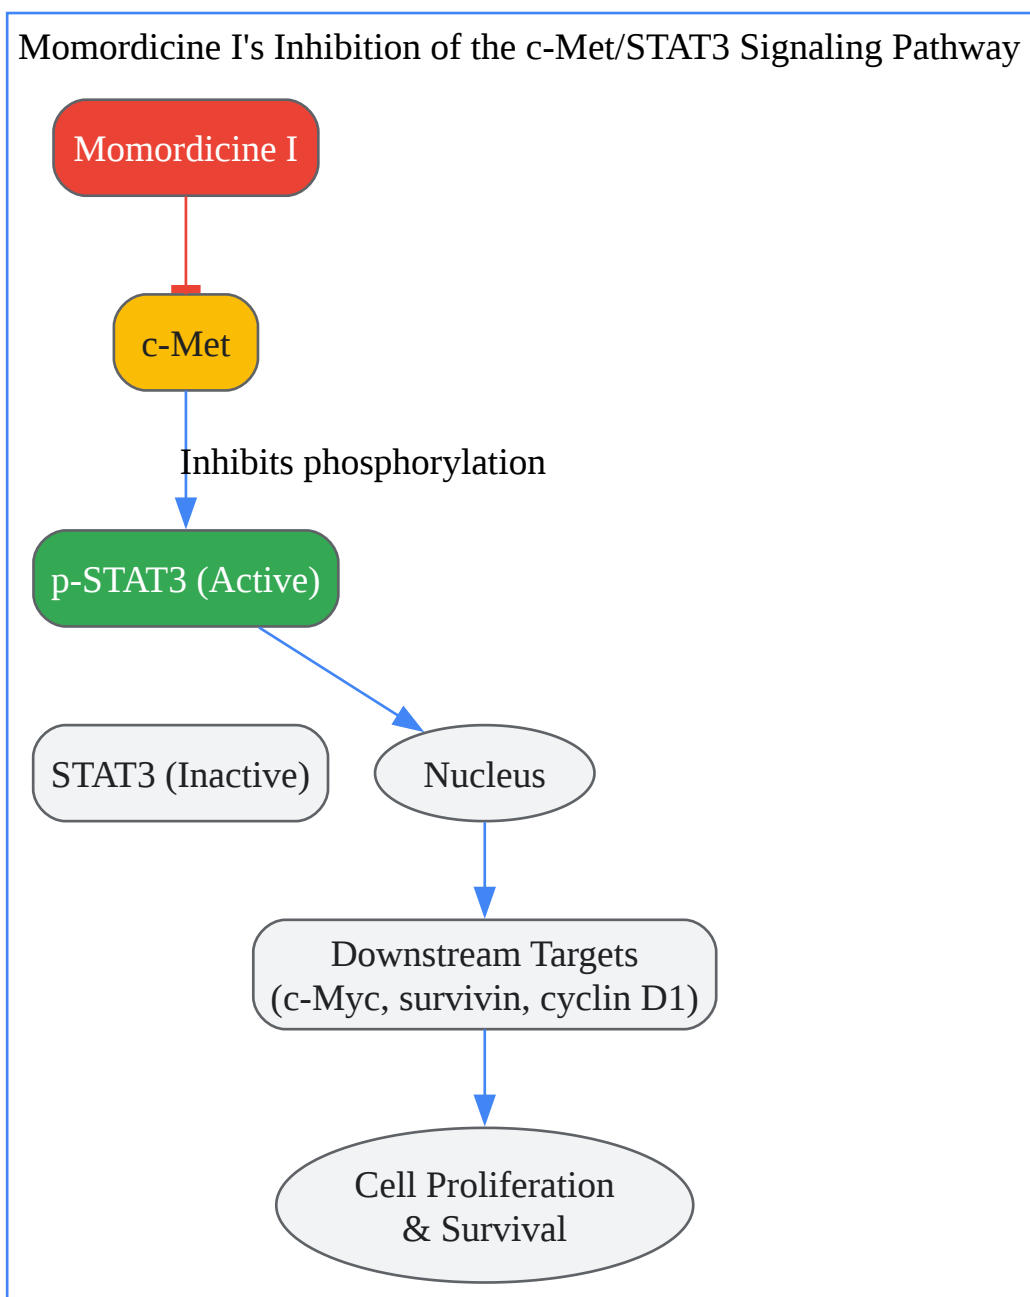 Momordicine I's Inhibition of the c-Met/STAT3 Signaling Pathway
Momordicine I
c-Met
Inhibits phosphorylation
p-STAT3 (Active)
STAT3 (Inactive)
Nucleus
Downstream Targets
(c-Myc, survivin, cyclin D1)
Cell Proliferation
& Survival